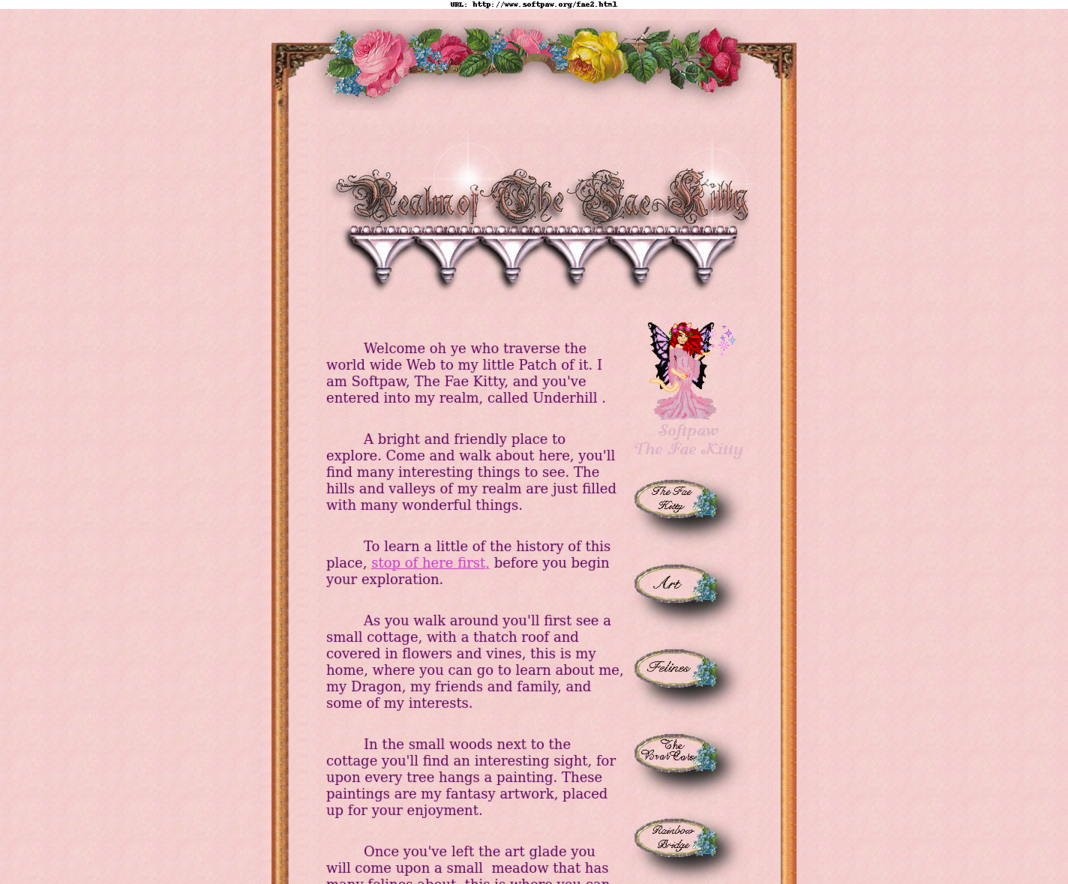 URL: http://www.softpaw.org/fae2.html
Realm of The Fae Kitty
Welcome oh ye who traverse the
world wide Web to my little Patch of it. I
am Softpaw, The Fae Kitty, and you've
entered into my realm, called Underhill .
A bright and friendly place to
explore. Come and walk about here, you'll
find many interesting things to see. The
hills and valleys of my realm are just filled
with many wonderful things.
To learn a little of the history of this
place, stop of here first. before you begin
your exploration.
As you walk around you'll first see a
small cottage, with a thatch roof and
covered in flowers and vines, this is my
home, where you can go to learn about me,
my Dragon, my friends and family, and
some of my interests.
In the small woods next to the
cottage you'll find an interesting sight, for
upon every tree hangs a painting. These
paintings are my fantasy artwork, placed
up for your enjoyment.
Once you've left the art glade you
will come upon a small meadow that has
many felines about, this is where you can
Softpaw
The Fae Kitty
The Fae
Kitty
Art
Felines
The
Rainbow
Bridge